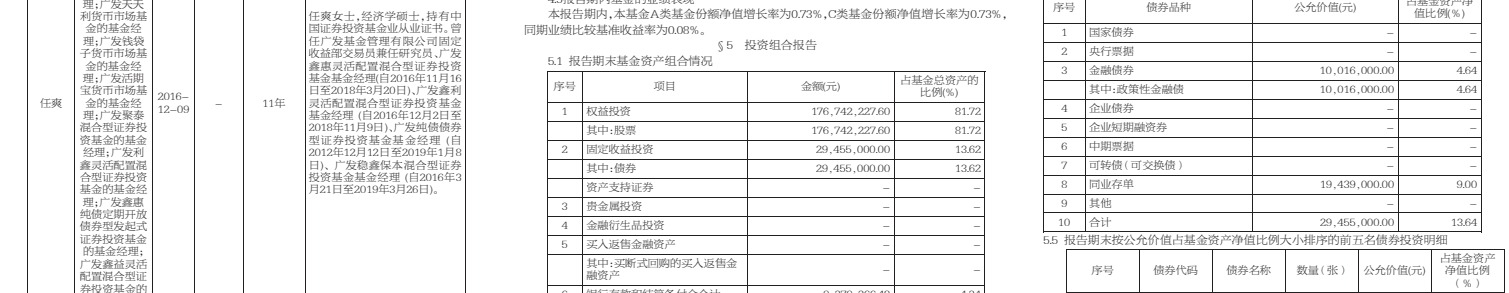 任爽
理;广发天天
利货币市场基
金的基金经
理;广发钱袋
子货币市场基
金的基金经
理;广发活期
宝货币市场基
金的基金经
理;广发聚泰
混合型证券投
资基金的基金
经理;广发利
鑫灵活配置混
合型证券投资
基金的基金经
理;广发鑫惠
纯债定期开放
债券型发起式
证券投资基金
的基金经理;
广发鑫益灵活
配置混合型证
券投资基金的
2016-
12-09
–
11年
任爽女士,经济学硕士,持有中
国证券投资基金业从业证书。曾
任广发基金管理有限公司固定
收益部交易员兼任研究员、广发
鑫惠灵活配置混合型证券投资
基金基金经理(自2016年11月16
日至2018年3月20日)、广发鑫利
灵活配置混合型证券投资基金
基金经理(自2016年12月2日至
2018年11月9日)、广发纯债债券
型证券投资基金基金经理(自
2012年12月12日至2019年1月8
日)、广发稳鑫保本混合型证券
投资基金基金经理(自2016年3
月21日至2019年3月26日)。
本报告期内,本基金A类基金份额净值增长率为0.73%,C类基金份额净值增长率为0.73%,
同期业绩比较基准收益率为0.08%。
§5 投资组合报告
5.1 报告期末基金资产组合情况
序号 项目 金额(元) 占基金总资产的
比例(%)
1 权益投资 176,742,227.60 81.72
其中:股票 176,742,227.60 81.72
2 固定收益投资 29,455,000.00 13.62
其中:债券 29,455,000.00 13.62
资产支持证券 – –
3 贵金属投资 – –
4 金融衍生品投资 – –
5 买入返售金融资产 – –
其中:买断式回购的买入返售金
融资产 – –
序号 债券品种 公允价值(元) 占基金资产净
值比例(%)
1 国家债券 – –
2 央行票据 – –
3 金融债券 10,016,000.00 4.64
其中:政策性金融债 10,016,000.00 4.64
4 企业债券 – –
5 企业短期融资券 – –
6 中期票据 – –
7 可转债(可交换债) – –
8 同业存单 19,439,000.00 9.00
9 其他 – –
10 合计 29,455,000.00 13.64
5.5 报告期末按公允价值占基金资产净值比例大小排序的前五名债券投资明细
序号 债券代码 债券名称 数量(张) 公允价值(元) 占基金资产
净值比例
(%)